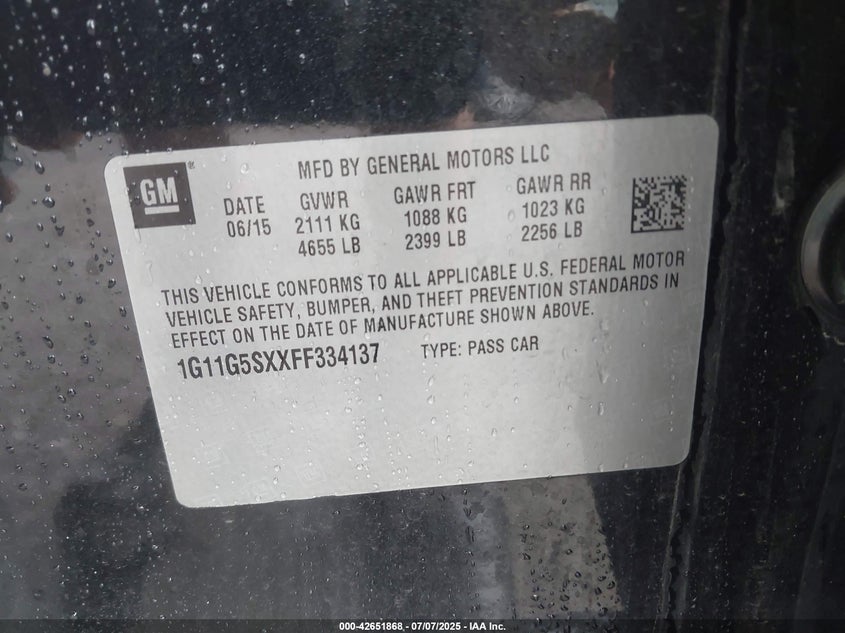 MFD BY GENERAL MOTORS LLC
GM®
DATE GVWR GAWR FRT GAWR RR
06/15 2111 KG 1088 KG 1023 KG
4655 LB 2399 LB 2256 LB
THIS VEHICLE CONFORMS TO ALL APPLICABLE U.S. FEDERAL MOTOR
VEHICLE SAFETY, BUMPER, AND THEFT PREVENTION STANDARDS IN
EFFECT ON THE DATE OF MANUFACTURE SHOWN ABOVE.
1G11G5SXXFF334137 TYPE: PASS CAR
000-42651868 | 07/07/2025 - IAA Inc.